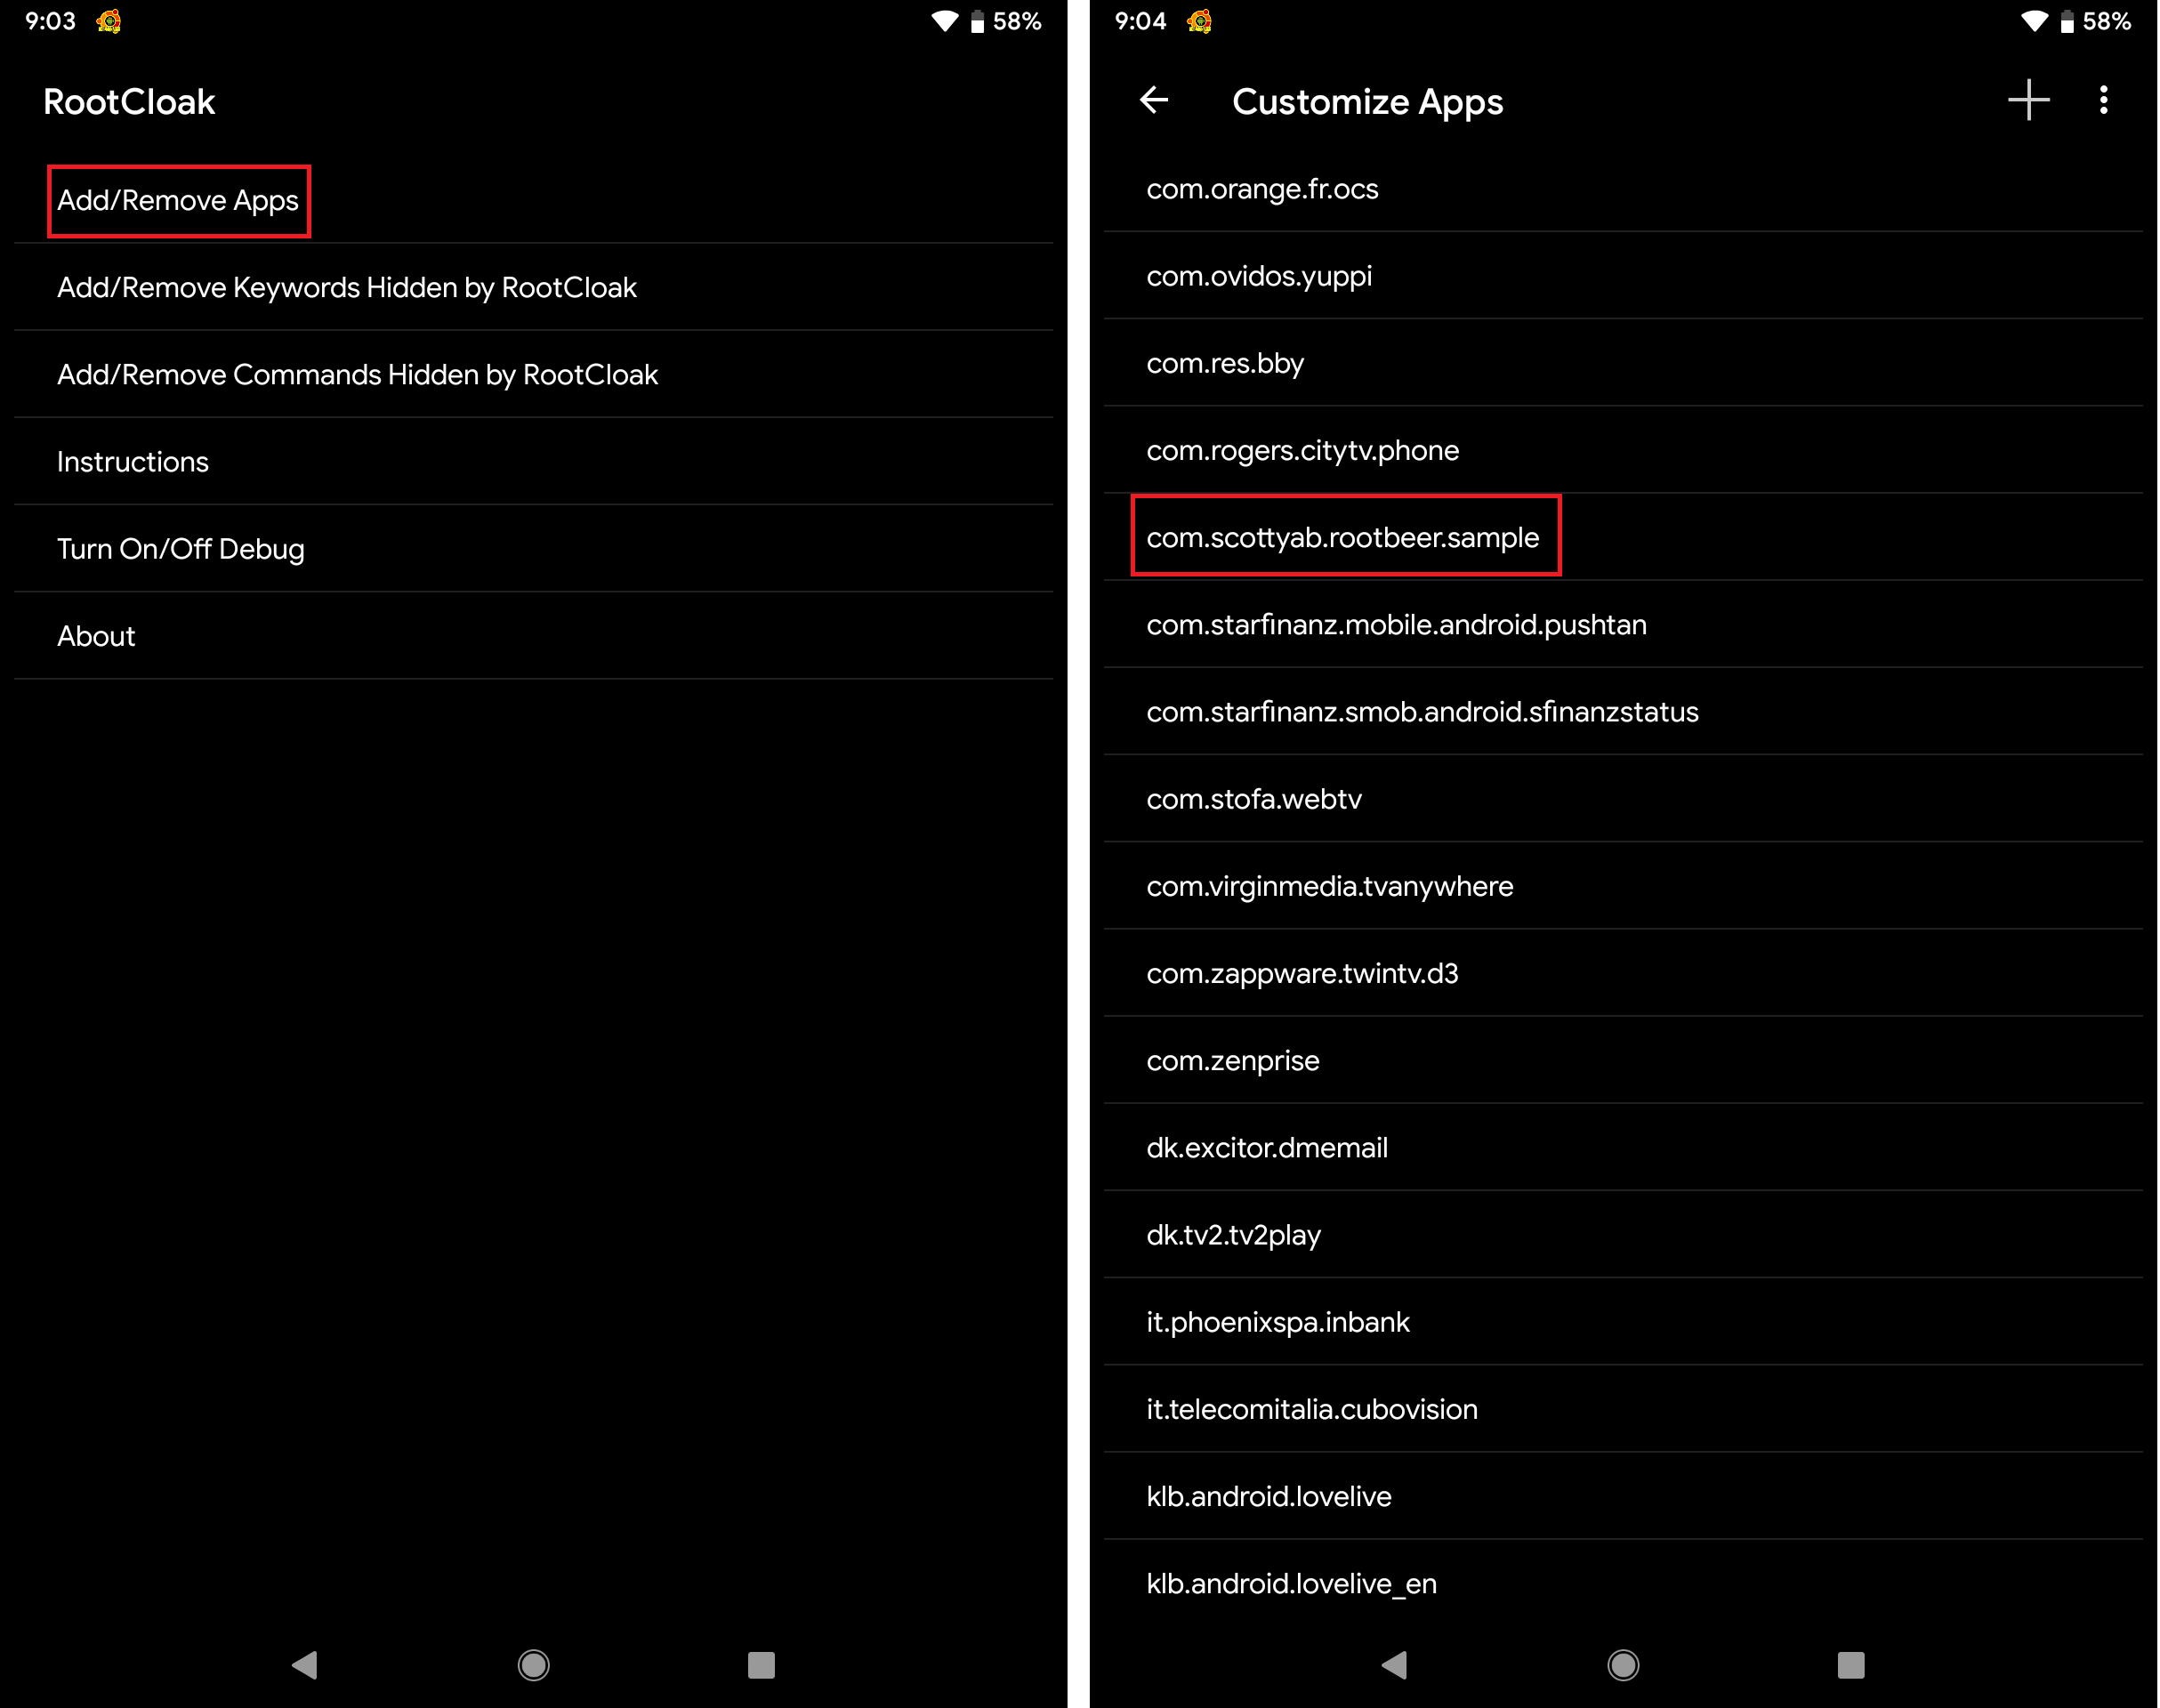 9:03 58%
RootCloak
Add/Remove Apps
Add/Remove Keywords Hidden by RootCloak
Add/Remove Commands Hidden by RootCloak
Instructions
Turn On/Off Debug
About
9:04 58%
Customize Apps
com.orange.fr.ocs
com.ovidos.yuppi
com.res.bby
com.rogers.citytv.phone
com.scottyab.rootbeer.sample
com.starfinanz.mobile.android.pushtan
com.starfinanz.smob.android.sfinanzstatus
com.stofa.webtv
com.virginmedia.tvanywhere
com.zappware.twintv.d3
com.zenprise
dk.excitor.dmemail
dk.tv2.tv2play
it.phoenixspa.inbank
it.telecomitalia.cubovision
klb.android.lovelive
klb.android.lovelive_en